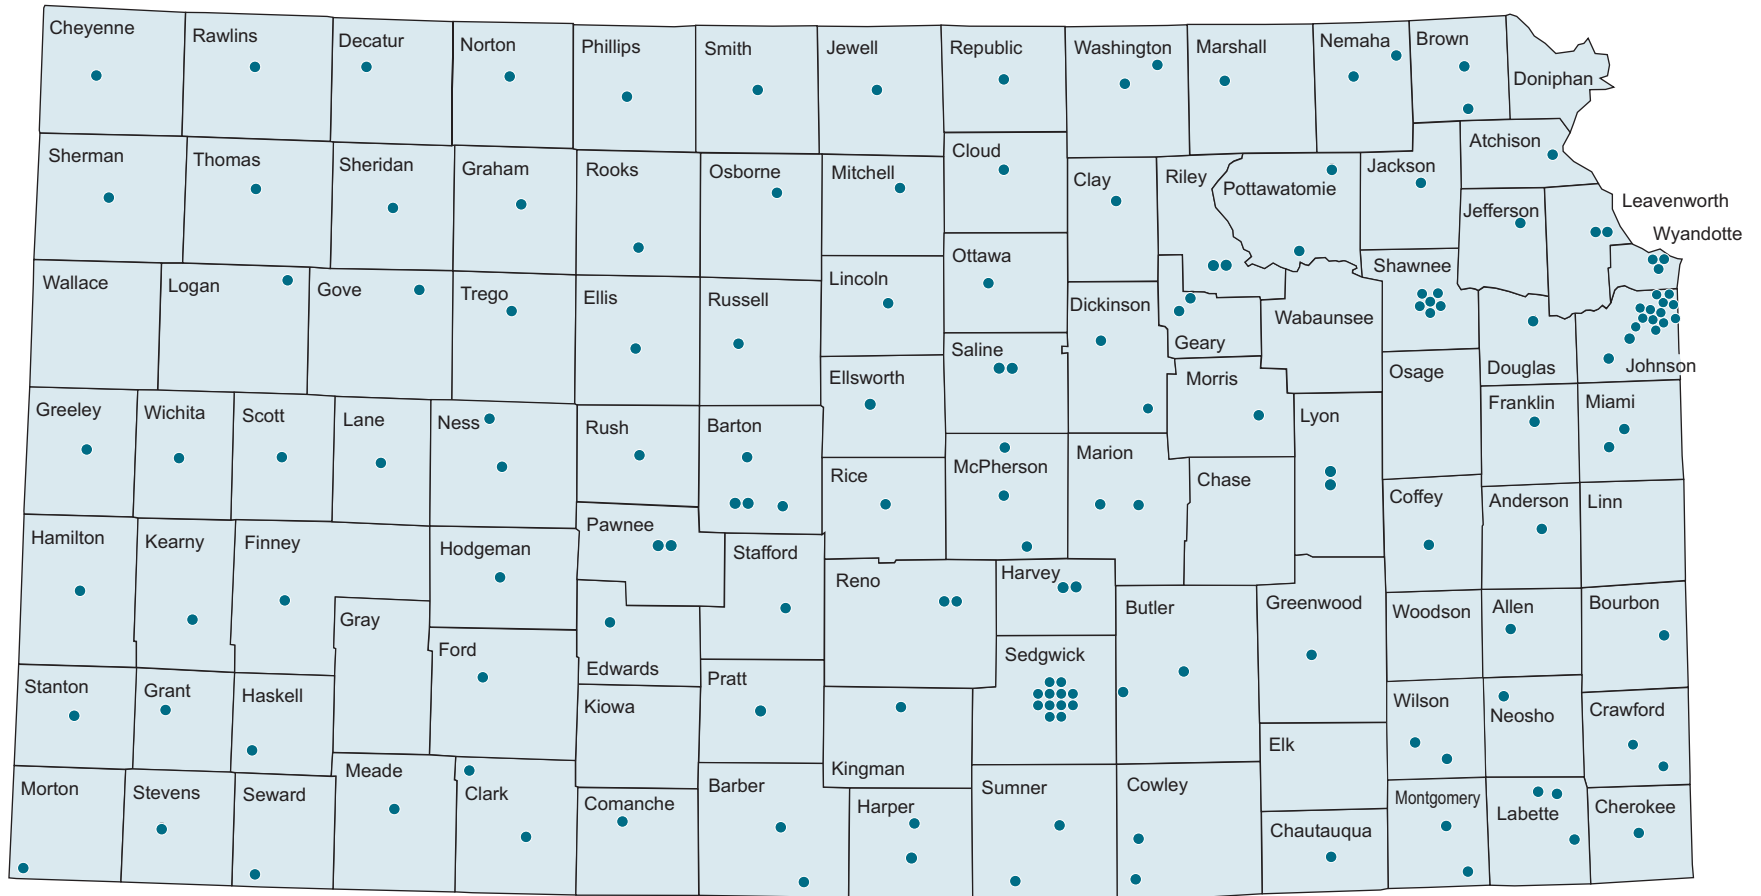 Cheyenne
Rawlins
Decatur
Norton
Phillips
Smith
Jewell
Republic
Washington
Marshall
Nemaha
Brown
Doniphan
Sherman
Thomas
Sheridan
Graham
Rooks
Osborne
Mitchell
Cloud
Clay
Riley
Pottawatomie
Jackson
Atchison
Jefferson
Leavenworth
Wyandotte
Wallace
Logan
Gove
Trego
Ellis
Russell
Lincoln
Ottawa
Dickinson
Geary
Wabaunsee
Shawnee
Douglas
Johnson
Saline
Ellsworth
Morris
Osage
Greeley
Wichita
Scott
Lane
Ness
Rush
Barton
Rice
McPherson
Marion
Chase
Lyon
Franklin
Miami
Coffey
Anderson
Linn
Hamilton
Kearny
Finney
Hodgeman
Pawnee
Stafford
Reno
Harvey
Butler
Greenwood
Woodson
Allen
Bourbon
Gray
Ford
Edwards
Sedgwick
Stanton
Grant
Haskell
Kiowa
Pratt
Kingman
Elk
Wilson
Neosho
Crawford
Morton
Stevens
Seward
Meade
Clark
Comanche
Barber
Harper
Sumner
Cowley
Chautauqua
Montgomery
Labette
Cherokee